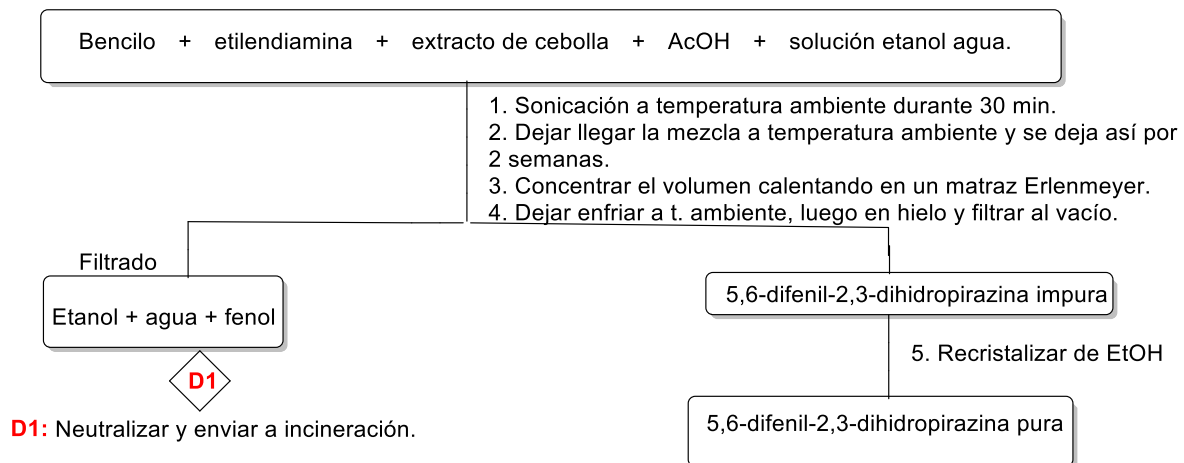 Bencilo + etilendiamina + extracto de cebolla + AcOH + solución etanol agua.
1. Sonicación a temperatura ambiente durante 30 min.
2. Dejar llegar la mezcla a temperatura ambiente y se deja así por
2 semanas.
3. Concentrar el volumen calentando en un matraz Erlenmeyer.
4. Dejar enfriar a t. ambiente, luego en hielo y filtrar al vacío.
Filtrado
Etanol + agua + fenol
D1
D1: Neutralizar y enviar a incineración.
5,6-difenil-2,3-dihidropirazina impura
5. Recristalizar de EtOH
5,6-difenil-2,3-dihidropirazina pura